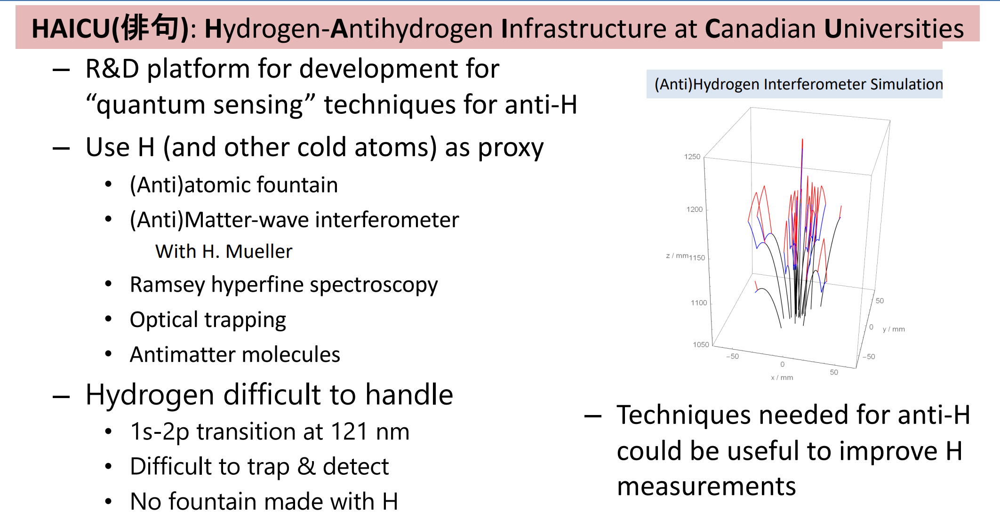 HAICU(俳句): Hydrogen-Antihydrogen Infrastructure at Canadian Universities
– R&D platform for development for
“quantum sensing” techniques for anti-H
– Use H (and other cold atoms) as proxy
• (Anti)atomic fountain
• (Anti)Matter-wave interferometer
With H. Mueller
• Ramsey hyperfine spectroscopy
• Optical trapping
• Antimatter molecules
– Hydrogen difficult to handle
• 1s-2p transition at 121 nm
• Difficult to trap & detect
• No fountain made with H
(Anti)Hydrogen Interferometer Simulation
1250
1200
z / mm
1150
1100
1050
−50
0
50
x / mm
50
0
y / mm
−50
– Techniques needed for anti-H
could be useful to improve H
measurements